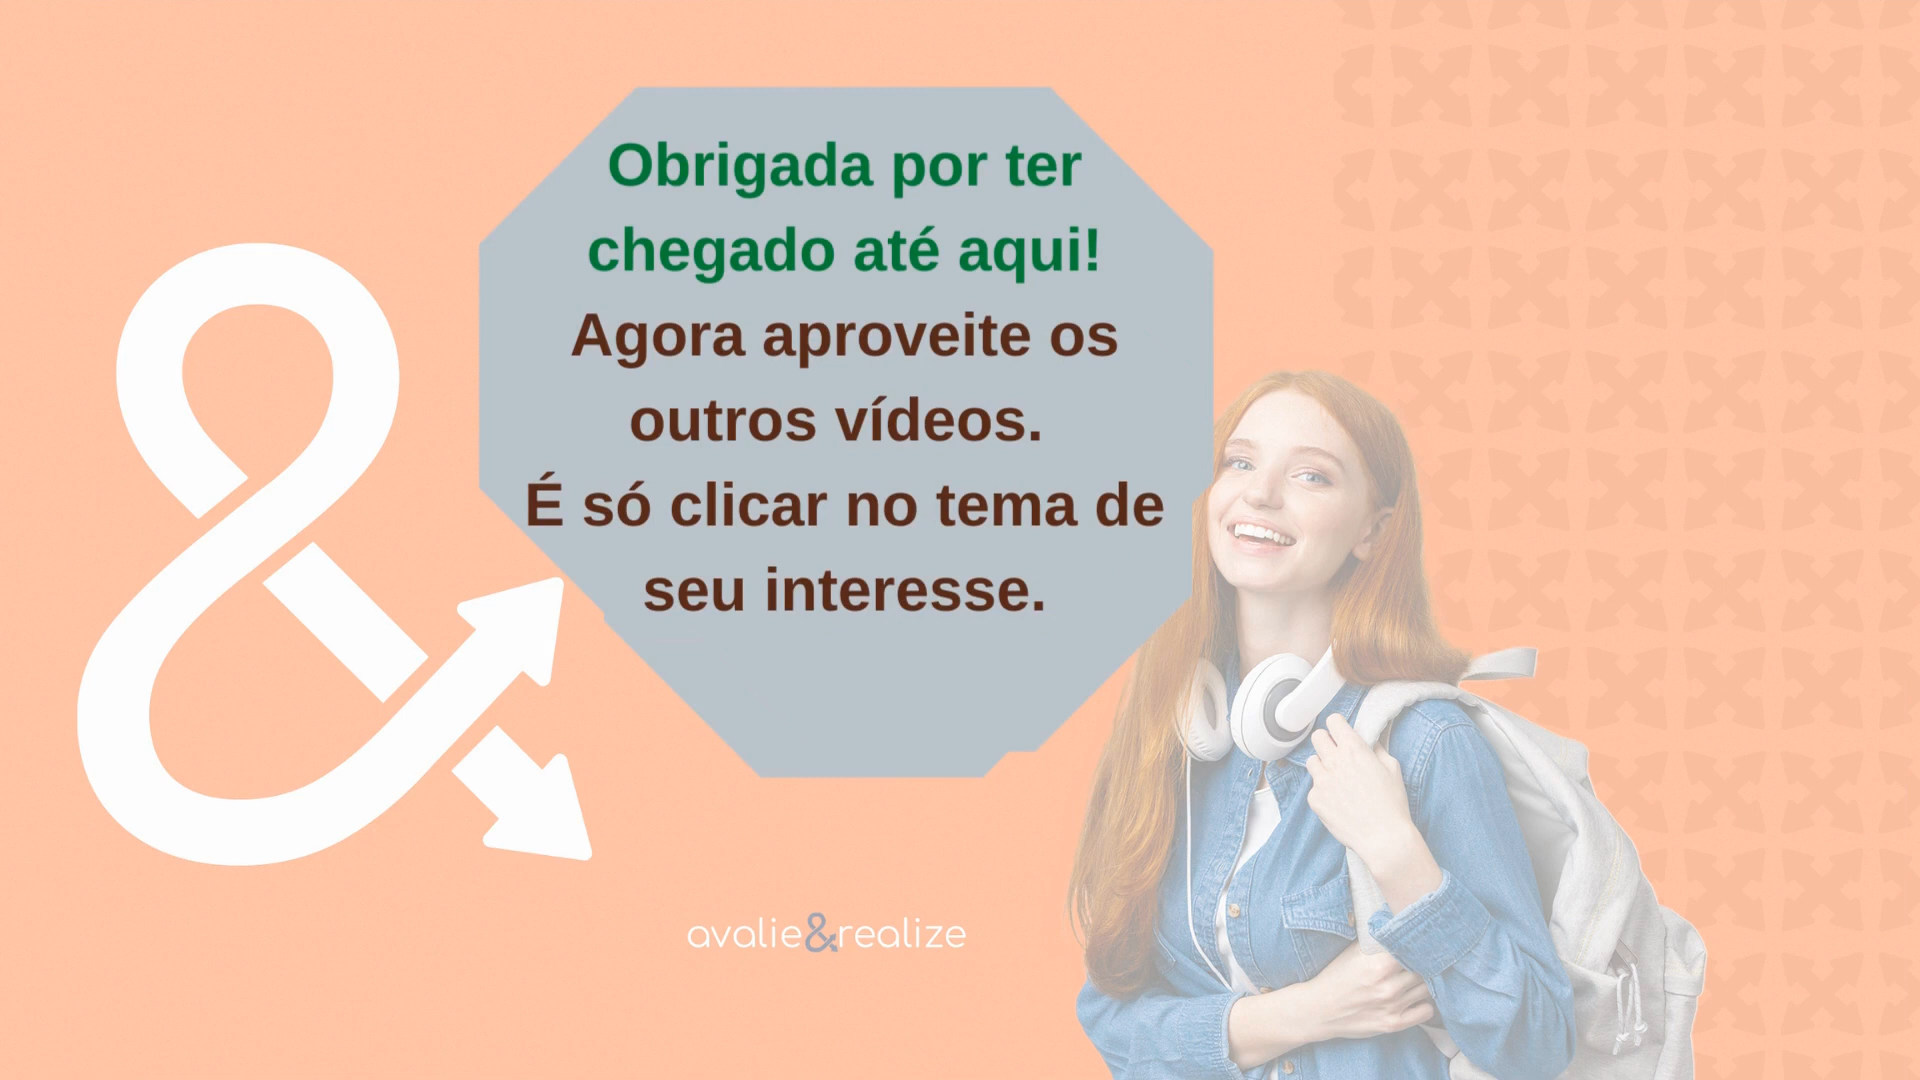 Obrigada por ter
chegado até aqui!
Agora aproveite os
outros vídeos.
É só clicar no tema de
seu interesse.
avalie&realize